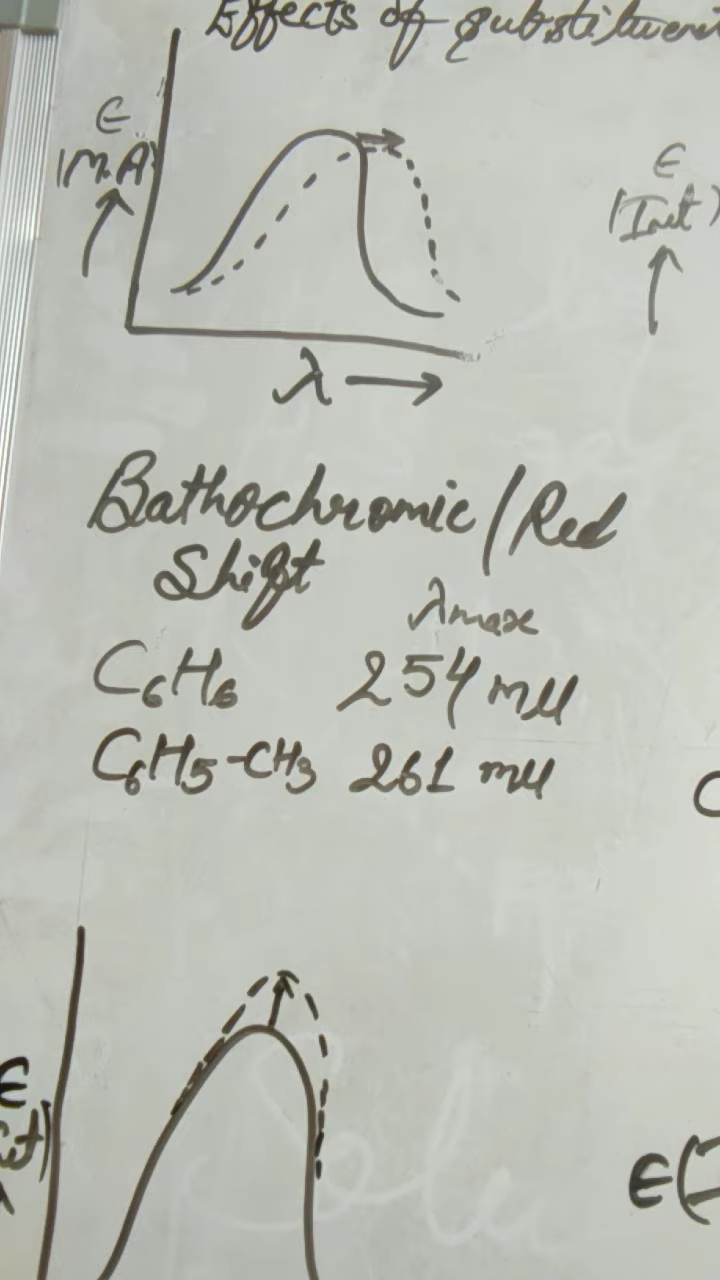 Effects of substituent
ϵ
(M.A)
ϵ
(Int)
λ →
Bathochromic/Red
Shift
λmax
C₆H₆ 254 mμ
C₆H₅-CH₃ 261 mμ
C
ϵ
ϵ(I